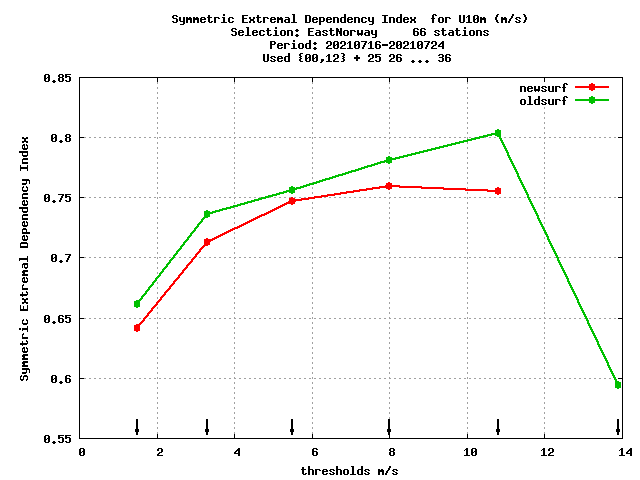 Symmetric Extremal Dependency Index  for U10m (m/s)
Selection: EastNorway     66 stations
Period: 20210716-20210724
Used {00,12} + 25 26 ... 36
newsurf
oldsurf
Symmetric Extremal Dependency Index
0.85
0.8
0.75
0.7
0.65
0.6
0.55
0 2 4 6 8 10 12 14
thresholds m/s